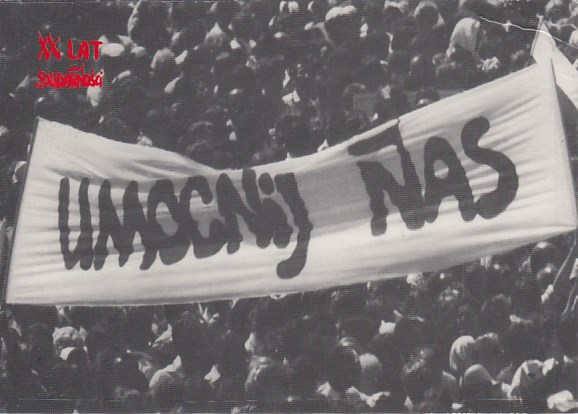 XX LAT
SOLIDARNOŚĆ
UMOCNIJ NAS